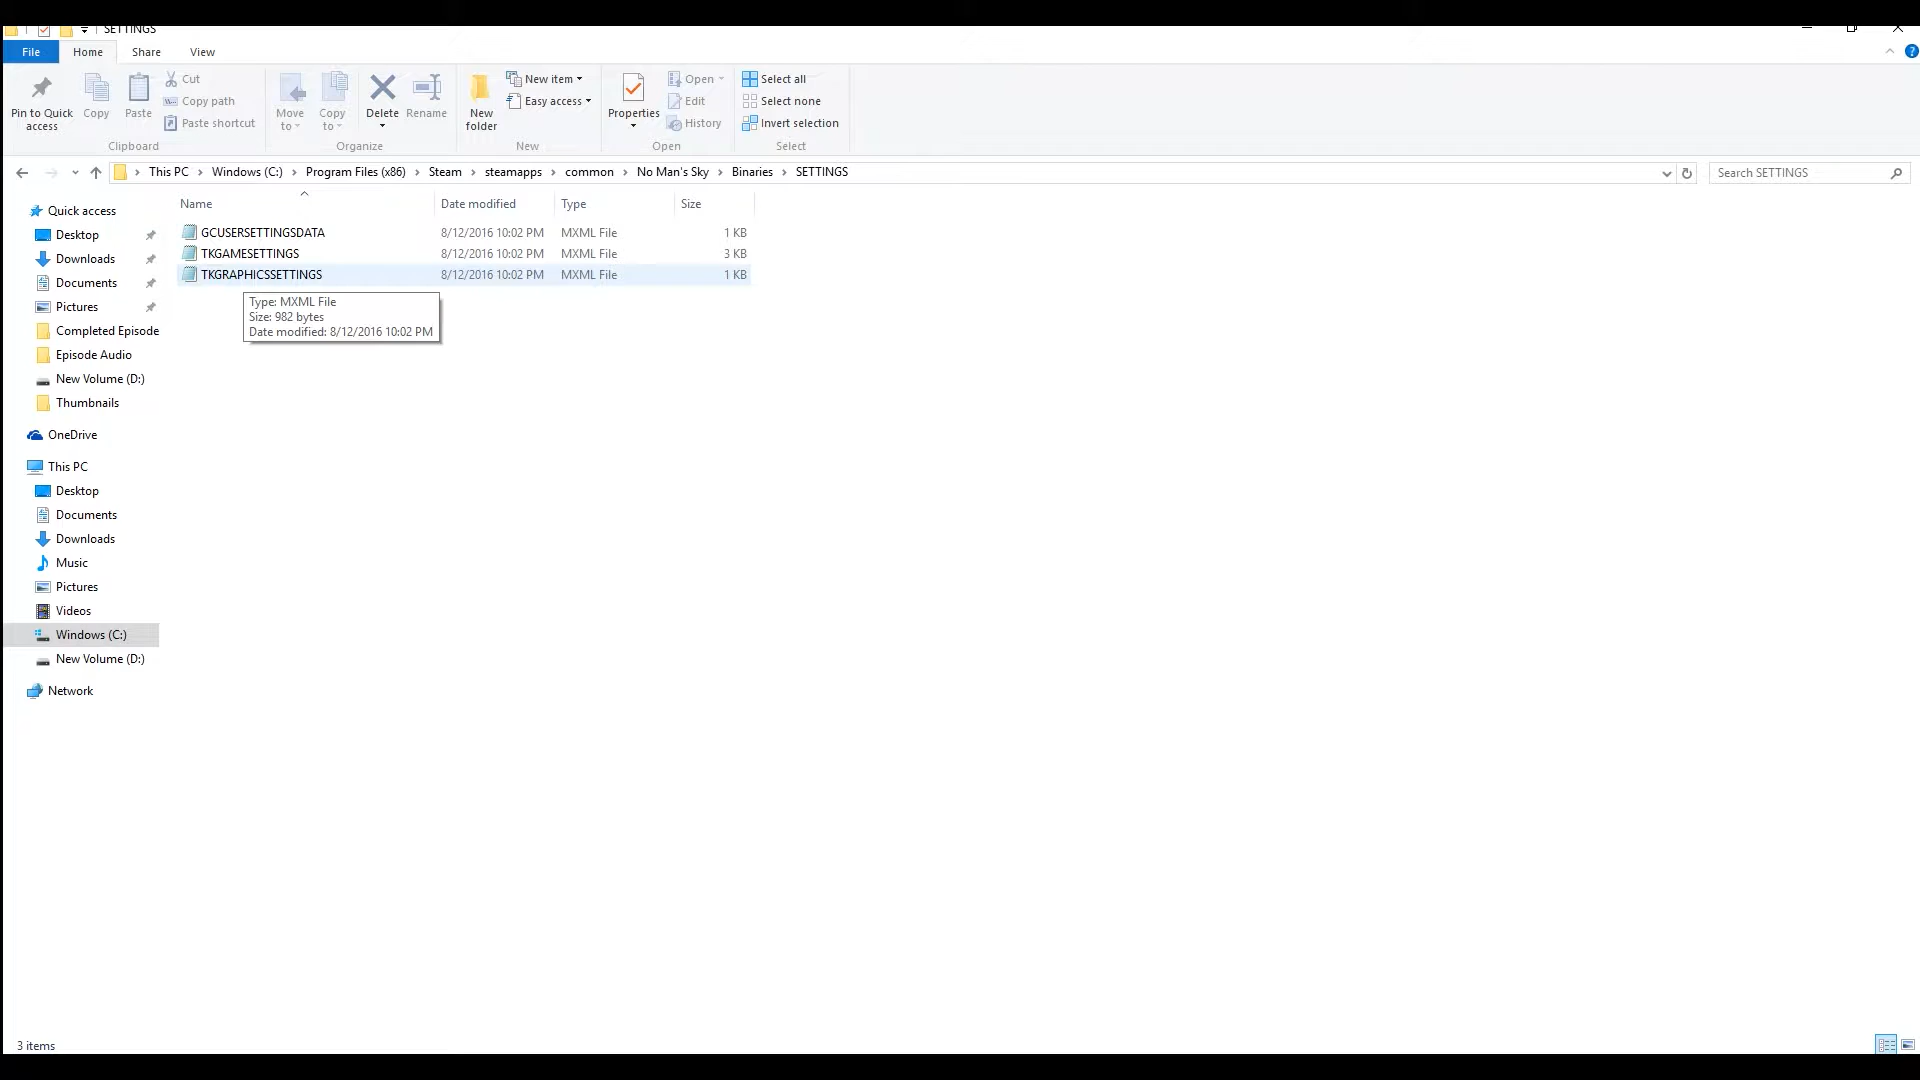 SETTINGS
File Home Share View
Pin to Quick access
Copy
Paste
Cut
Copy path
Paste shortcut
Clipboard
Move to
Copy to
Delete
Rename
Organize
New folder
New item
Easy access
New
Properties
Open
Edit
History
Open
Select all
Select none
Invert selection
Select
This PC Windows (C:) Program Files (x86) Steam steamapps common No Man's Sky Binaries SETTINGS
Search SETTINGS
Name Date modified Type Size
GCUSERSETTINGSDATA 8/12/2016 10:02 PM MXML File 1 KB
TKGAMESETTINGS 8/12/2016 10:02 PM MXML File 3 KB
TKGRAPHICSSETTINGS 8/12/2016 10:02 PM MXML File 1 KB
Type: MXML File
Size: 982 bytes
Date modified: 8/12/2016 10:02 PM
Quick access
Desktop
Downloads
Documents
Pictures
Completed Episode
Episode Audio
New Volume (D:)
Thumbnails
OneDrive
This PC
Desktop
Documents
Downloads
Music
Pictures
Videos
Windows (C:)
New Volume (D:)
Network
3 items